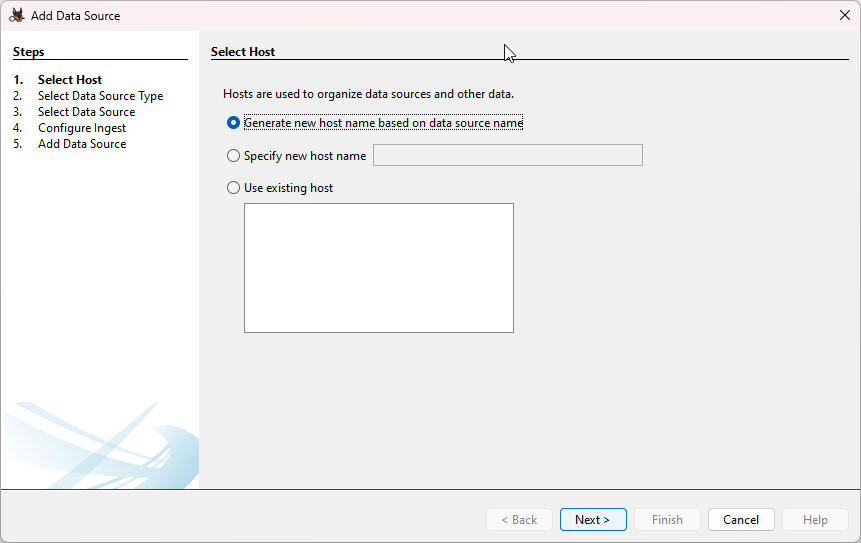 Add Data Source
Steps
1. Select Host
2. Select Data Source Type
3. Select Data Source
4. Configure Ingest
5. Add Data Source
Select Host
Hosts are used to organize data sources and other data.
Generate new host name based on data source name
Specify new host name
Use existing host
< Back Next > Finish Cancel Help